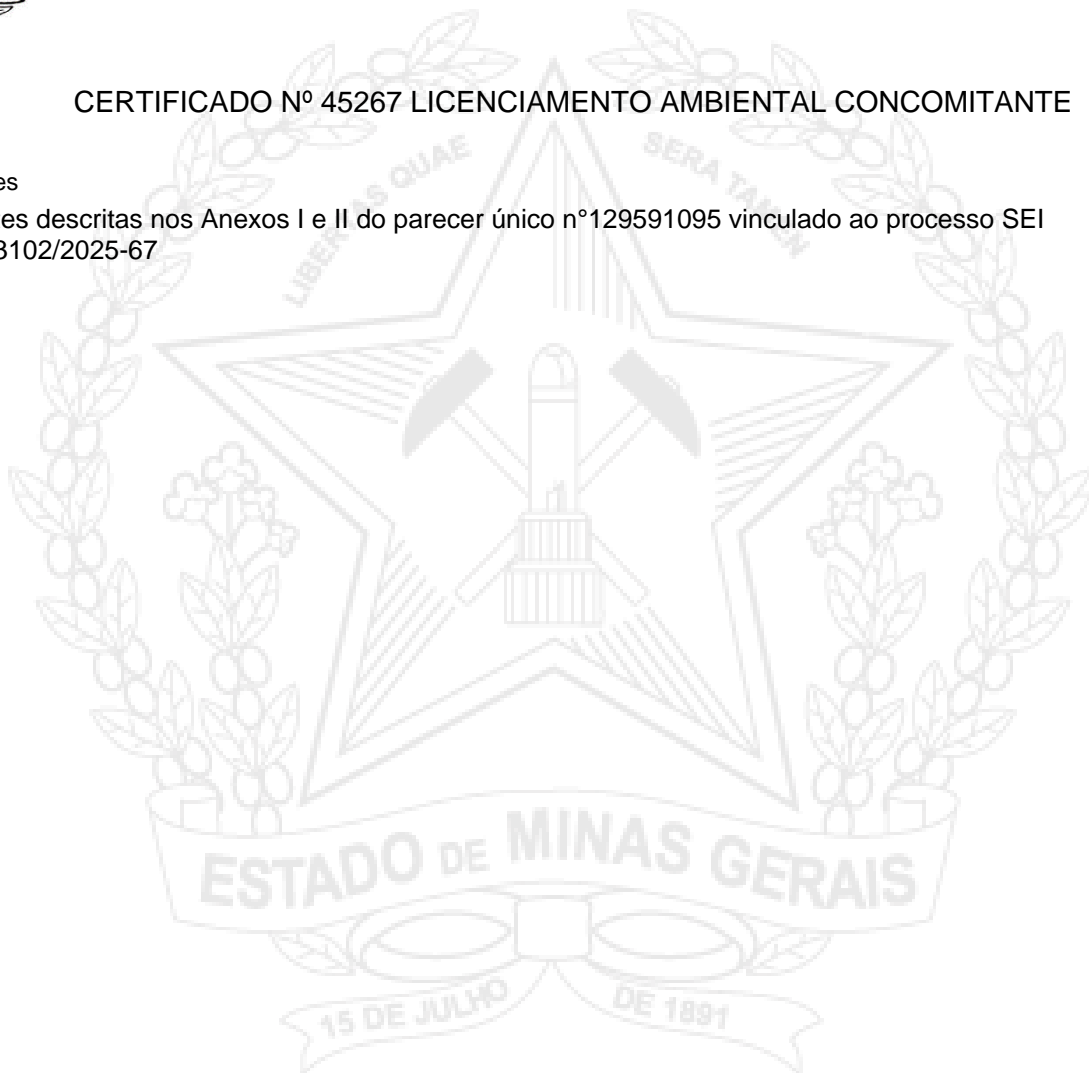 CERTIFICADO Nº 45267 LICENCIAMENTO AMBIENTAL CONCOMITANTE
es
es descritas nos Anexos I e II do parecer único n°129591095 vinculado ao processo SEI
3102/2025-67
LIBERTAS QUAE SERA TAMEN
ESTADO DE MINAS GERAIS
15 DE JULHO DE 1891